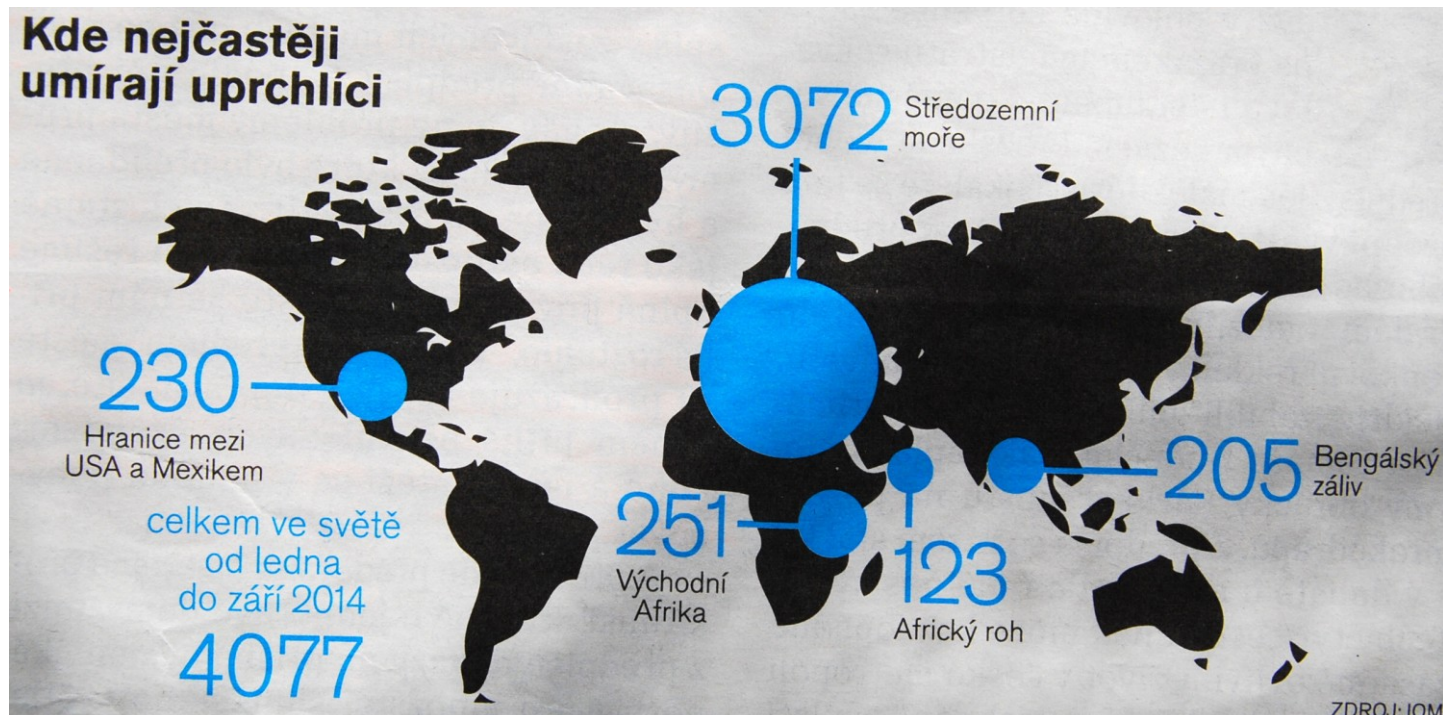 Kde nejčastěji
umírají uprchlíci
3072
Středozemní
moře
230
Hranice mezi
USA a Mexikem
205
Bengálský
záliv
251
Východní
Afrika
123
Africký roh
celkem ve světě
od ledna
do září 2014
4077
ZDROJ: IOM